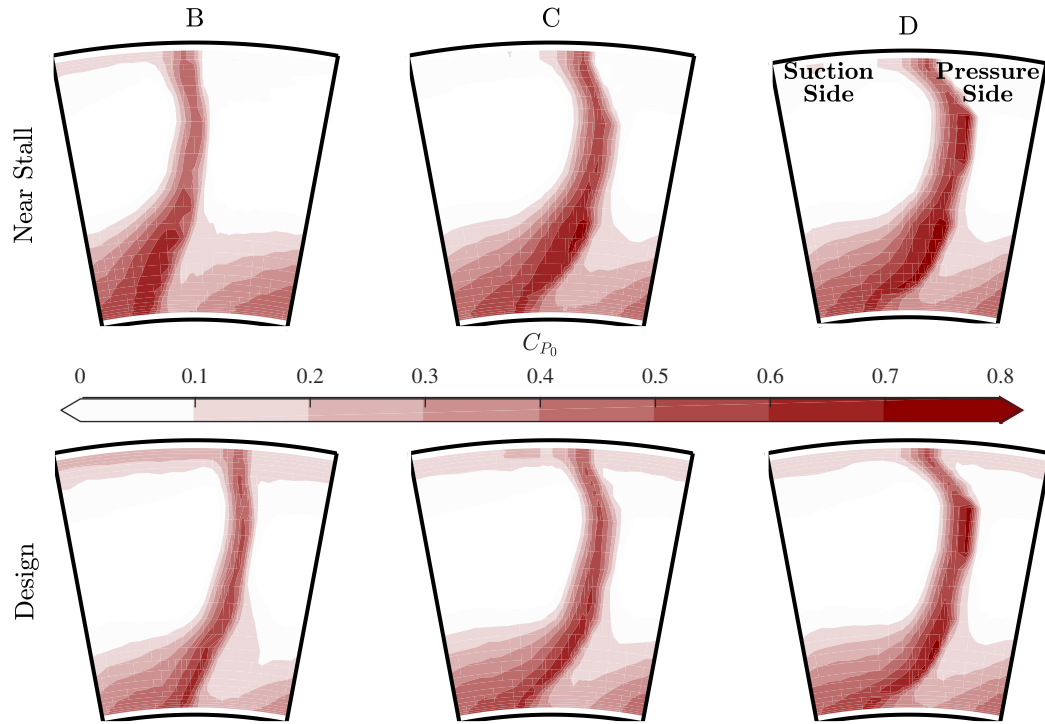 B
C
D
Suction
Side
Pressure
Side
Near Stall
C_{P_0}
0 0.1 0.2 0.3 0.4 0.5 0.6 0.7 0.8
Design